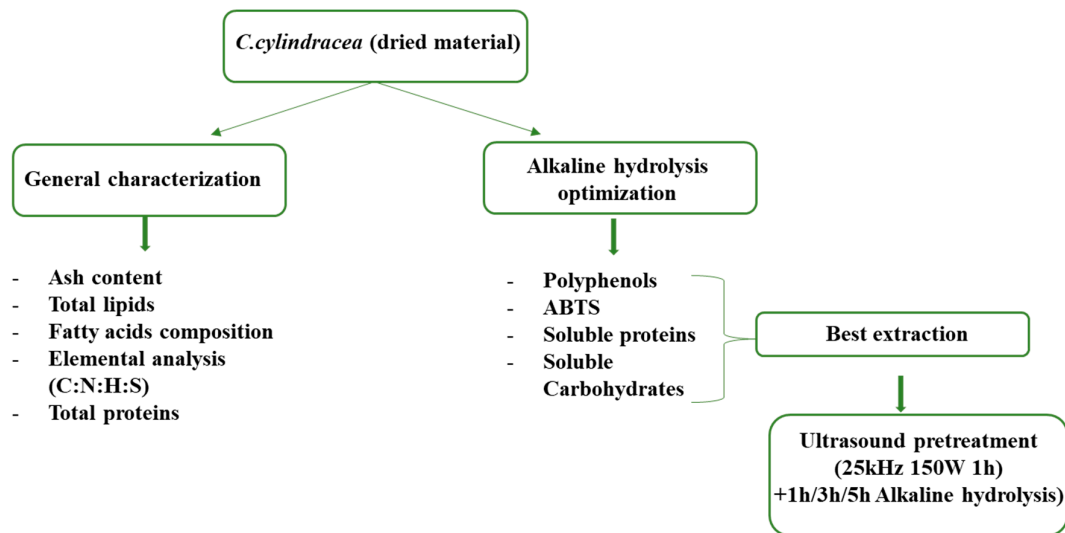 C.cylindracea (dried material)
General characterization
- Ash content
- Total lipids
- Fatty acids composition
- Elemental analysis
(C:N:H:S)
- Total proteins
Alkaline hydrolysis
optimization
- Polyphenols
- ABTS
- Soluble proteins
- Soluble
Carbohydrates
Best extraction
Ultrasound pretreatment
(25kHz 150W 1h)
+1h/3h/5h Alkaline hydrolysis)